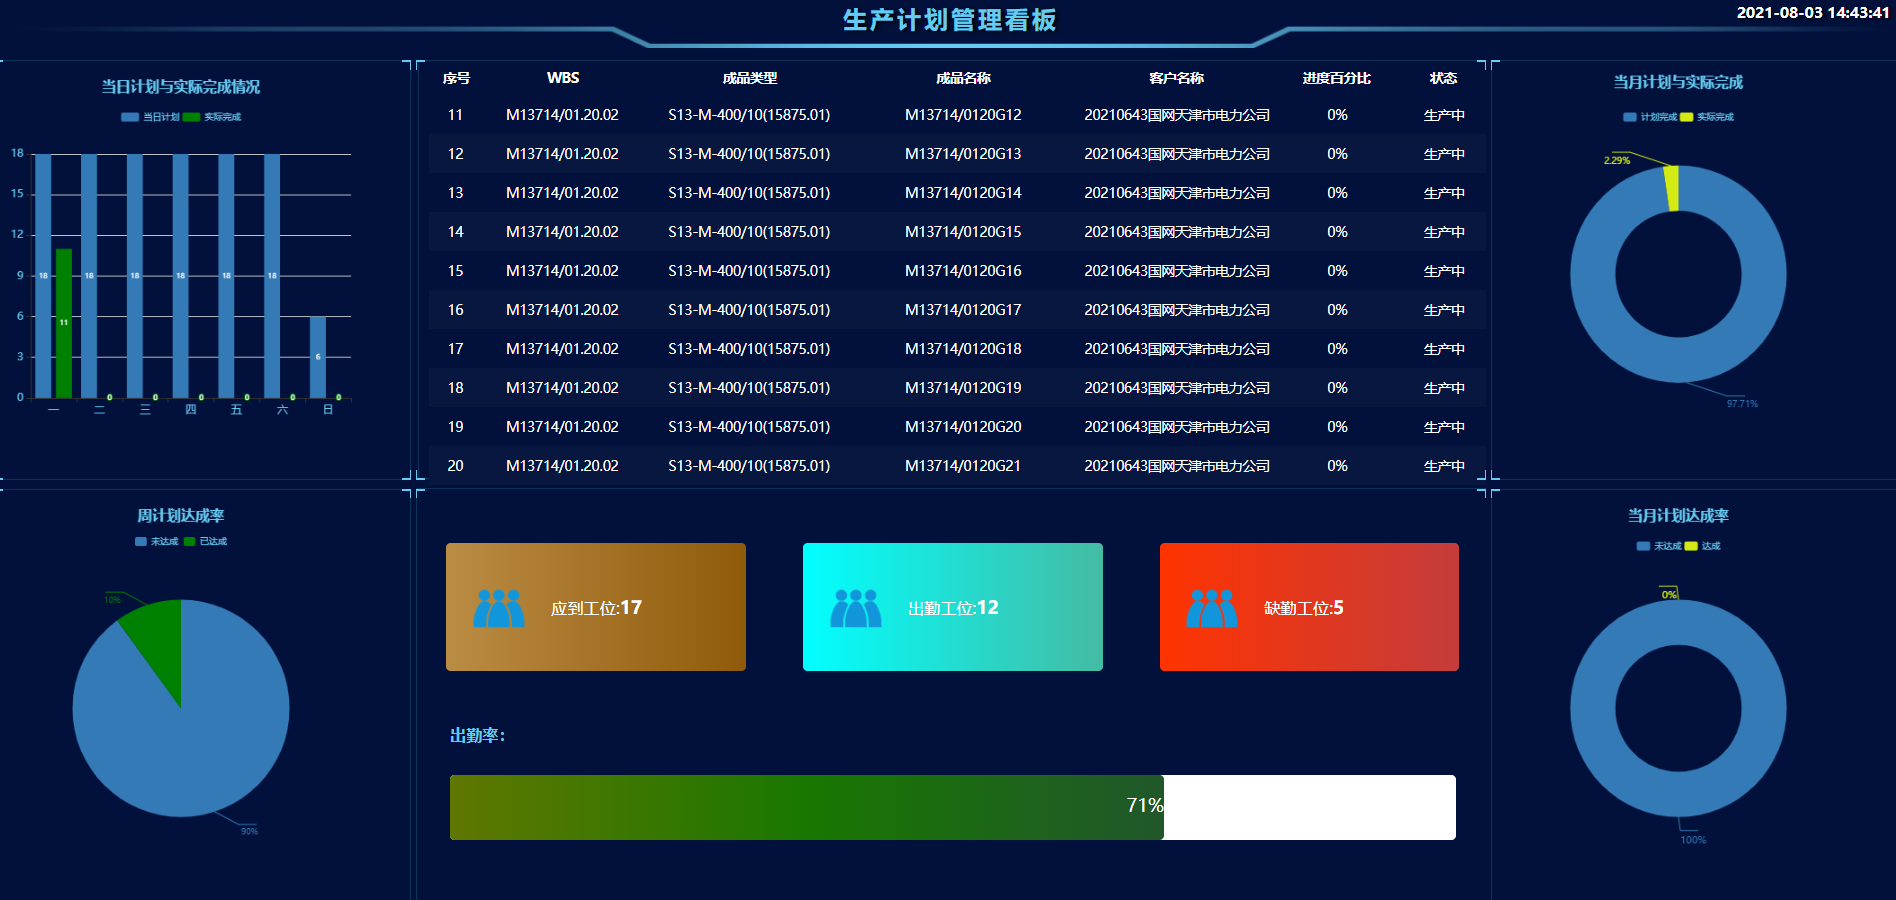 生产计划管理看板
2021-08-03 14:43:41
当日计划与实际完成情况
当日计划 实际完成
18
15
12
9
6
3
0
18 18 18 18 18 18
11
6
0 0 0 0 0 0
一 二 三 四 五 六 日
序号 WBS 成品类型 成品名称 客户名称 进度百分比 状态
11 M13714/01.20.02 S13-M-400/10(15875.01) M13714/0120G12 20210643国网天津市电力公司 0% 生产中
12 M13714/01.20.02 S13-M-400/10(15875.01) M13714/0120G13 20210643国网天津市电力公司 0% 生产中
13 M13714/01.20.02 S13-M-400/10(15875.01) M13714/0120G14 20210643国网天津市电力公司 0% 生产中
14 M13714/01.20.02 S13-M-400/10(15875.01) M13714/0120G15 20210643国网天津市电力公司 0% 生产中
15 M13714/01.20.02 S13-M-400/10(15875.01) M13714/0120G16 20210643国网天津市电力公司 0% 生产中
16 M13714/01.20.02 S13-M-400/10(15875.01) M13714/0120G17 20210643国网天津市电力公司 0% 生产中
17 M13714/01.20.02 S13-M-400/10(15875.01) M13714/0120G18 20210643国网天津市电力公司 0% 生产中
18 M13714/01.20.02 S13-M-400/10(15875.01) M13714/0120G19 20210643国网天津市电力公司 0% 生产中
19 M13714/01.20.02 S13-M-400/10(15875.01) M13714/0120G20 20210643国网天津市电力公司 0% 生产中
20 M13714/01.20.02 S13-M-400/10(15875.01) M13714/0120G21 20210643国网天津市电力公司 0% 生产中
当月计划与实际完成
计划完成 实际完成
2.29%
97.71%
周计划达成率
未达成 已达成
10%
90%
应到工位:17
出勤工位:12
缺勤工位:5
出勤率:
71%
当月计划达成率
未达成 达成
0%
100%